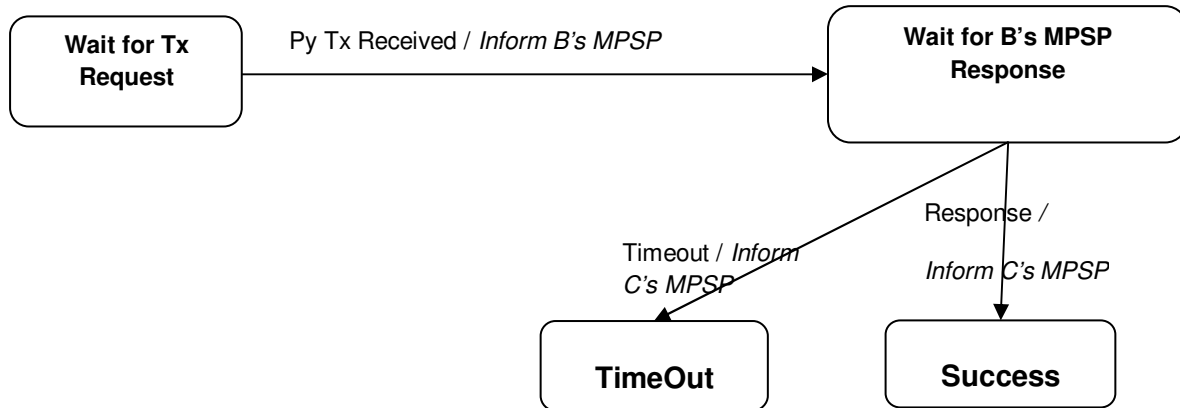 Wait for Tx
Request
Py Tx Received / Inform B's MPSP
Wait for B's MPSP
Response
Response /
Inform C's MPSP
Timeout / Inform
C's MPSP
TimeOut
Success